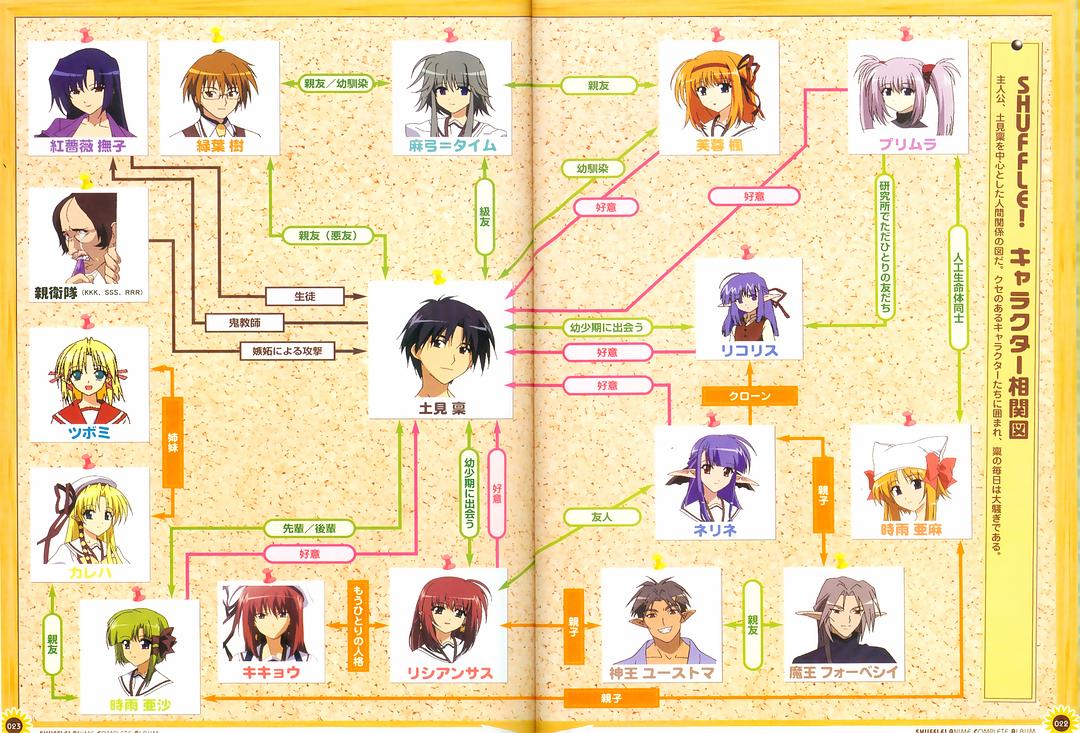 SHUFFLE! キャラクター相関図
主人公、土見稟を中心とした人間関係の図だ。クセのあるキャラクターたちに囲まれ、稟の毎日は大騒ぎである。
紅薔薇 撫子
緑葉 樹
親友／幼馴染
麻弓＝タイム
親友
芙蓉 楓
プリムラ
幼馴染
好意
好意
研究所でただひとりの友だち
人工生命体同士
級友
親友（悪友）
親衛隊（KKK、SSS、RRR）
生徒
鬼教師
嫉妬による攻撃
土見 稟
幼少期に出会う
好意
好意
リコリス
クローン
ツボミ
姉妹
カレハ
先輩／後輩
好意
幼少期に出会う
好意
友人
ネリネ
親子
時雨 亜麻
親友
時雨 亜沙
キキョウ
もうひとりの人格
リシアンサス
親子
神王 ユーストマ
親友
魔王 フォーベシイ
親子
023
SHUFFLE! ANIME COMPLETE ALBUM
SHUFFLE! ANIME COMPLETE ALBUM
022